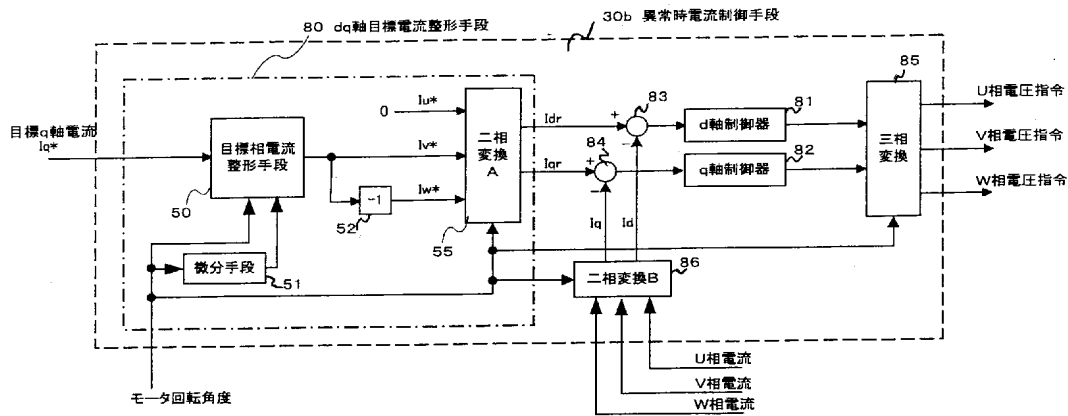 80 dq軸目標電流整形手段
30b 異常時電流制御手段
85
U相電圧指令
V相電圧指令
W相電圧指令
三相
変換
83
81
d軸制御器
84
82
q軸制御器
+
-
+
-
Idr
Iqr
0
Iu*
Iv*
Iw*
二相
変換
A
55
目標q軸電流
Iq*
目標相電流
整形手段
50
-1
52
Iq
Id
微分手段
51
二相変換B
86
U相電流
V相電流
W相電流
モータ回転角度